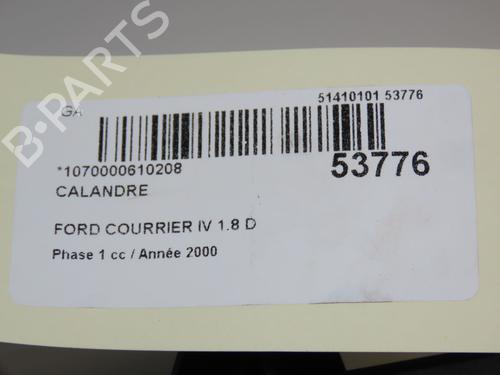 B-PARTS
GA
51410101 53776
*1070000610208
53776
CALANDRE
FORD COURRIER IV 1.8 D
Phase 1 cc / Année 2000